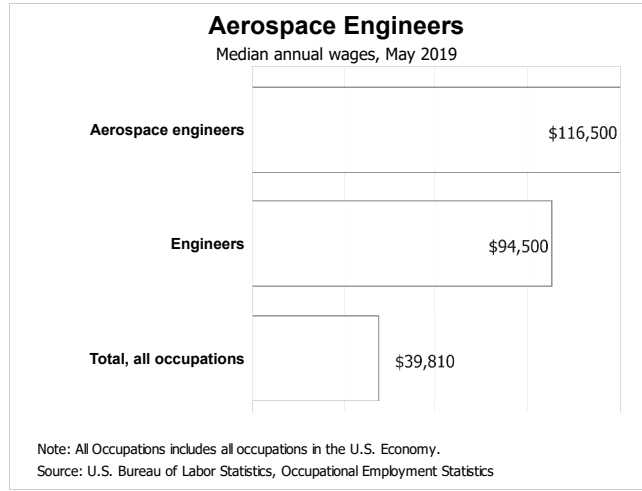 Aerospace Engineers
Median annual wages, May 2019
Aerospace engineers
$116,500
Engineers
$94,500
Total, all occupations
$39,810
Note: All Occupations includes all occupations in the U.S. Economy.
Source: U.S. Bureau of Labor Statistics, Occupational Employment Statistics